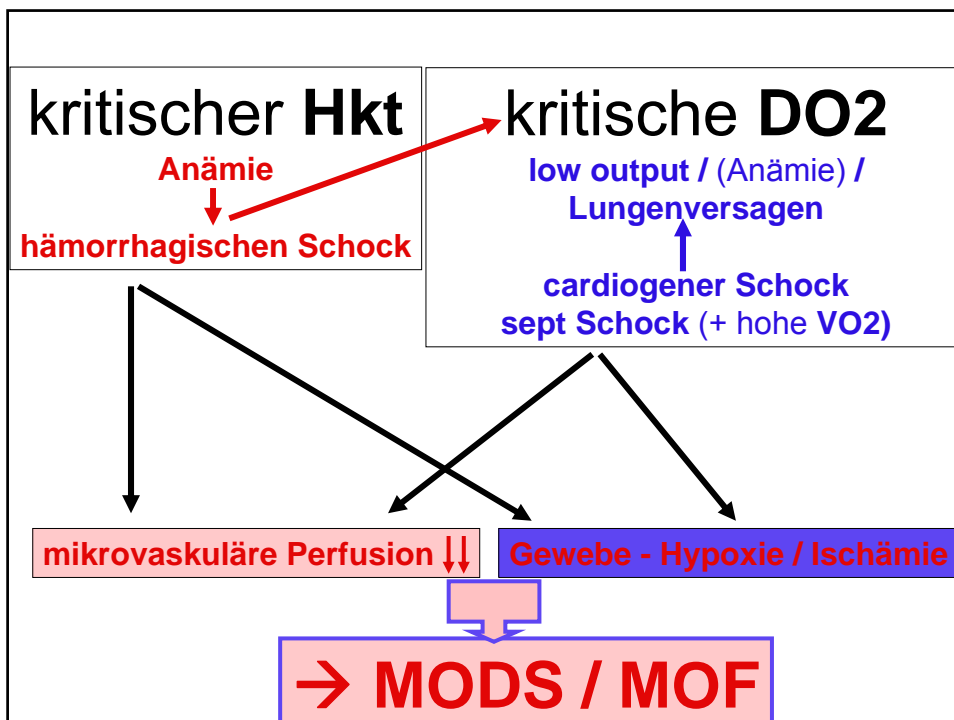 kritischer Hkt
Anämie
hämorrhagischen Schock
kritische DO2
low output / (Anämie) /
Lungenversagen
cardiogener Schock
sept Schock (+ hohe VO2)
mikrovaskuläre Perfusion ↓↓
Gewebe - Hypoxie / Ischämie
→ MODS / MOF